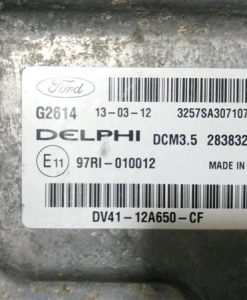 Ford
G2614 13-03-12 3257SA307107
DELPHI DCM3.5 283832
E11 97RI-010012
MADE IN
DV41-12A650-CF